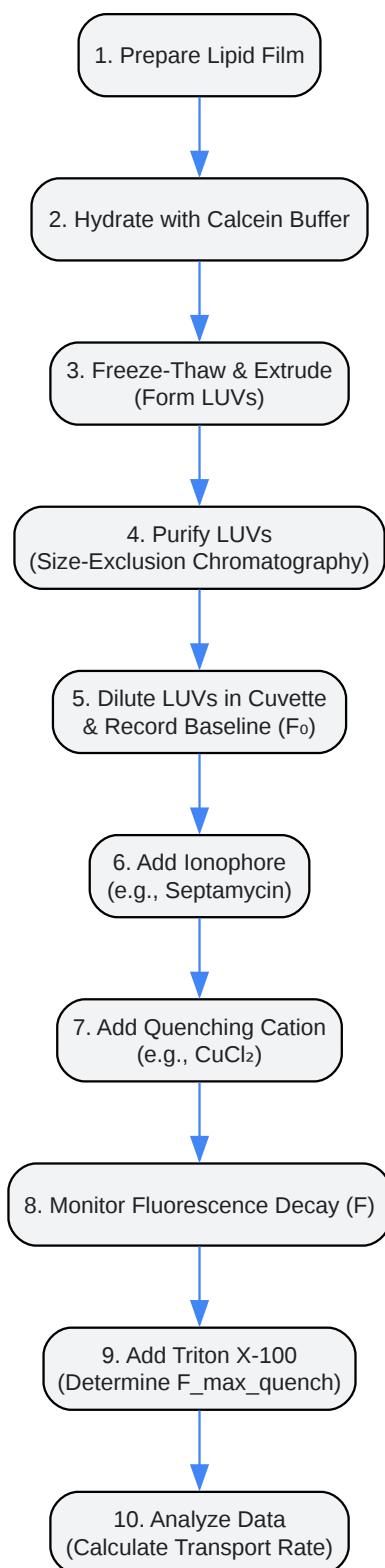 1. Prepare Lipid Film
2. Hydrate with Calcein Buffer
3. Freeze-Thaw & Extrude
(Form LUVs)
4. Purify LUVs
(Size-Exclusion Chromatography)
5. Dilute LUVs in Cuvette
& Record Baseline (F₀)
6. Add Ionophore
(e.g., Septamycin)
7. Add Quenching Cation
(e.g., CuCl₂)
8. Monitor Fluorescence Decay (F)
9. Add Triton X-100
(Determine F_max_quench)
10. Analyze Data
(Calculate Transport Rate)